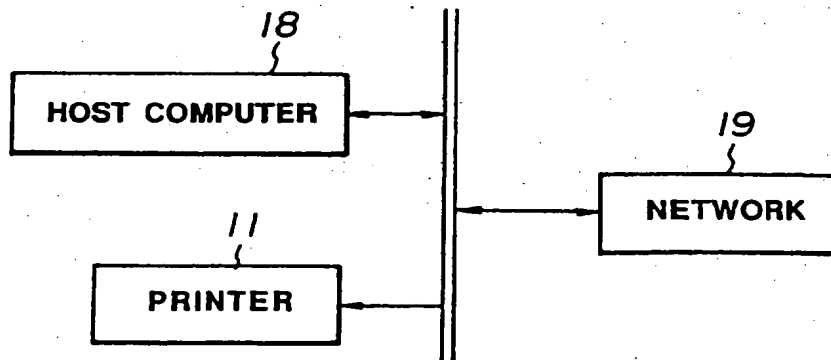 18
HOST COMPUTER
19
NETWORK
11
PRINTER